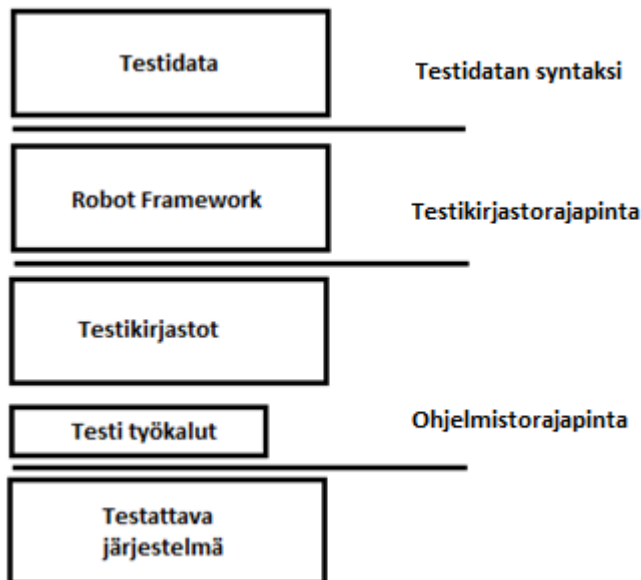 Testidata
Testidatan syntaksi
Robot Framework
Testikirjastorajapinta
Testikirjastot
Testi työkalut
Ohjelmistorajapinta
Testattava
järjestelmä